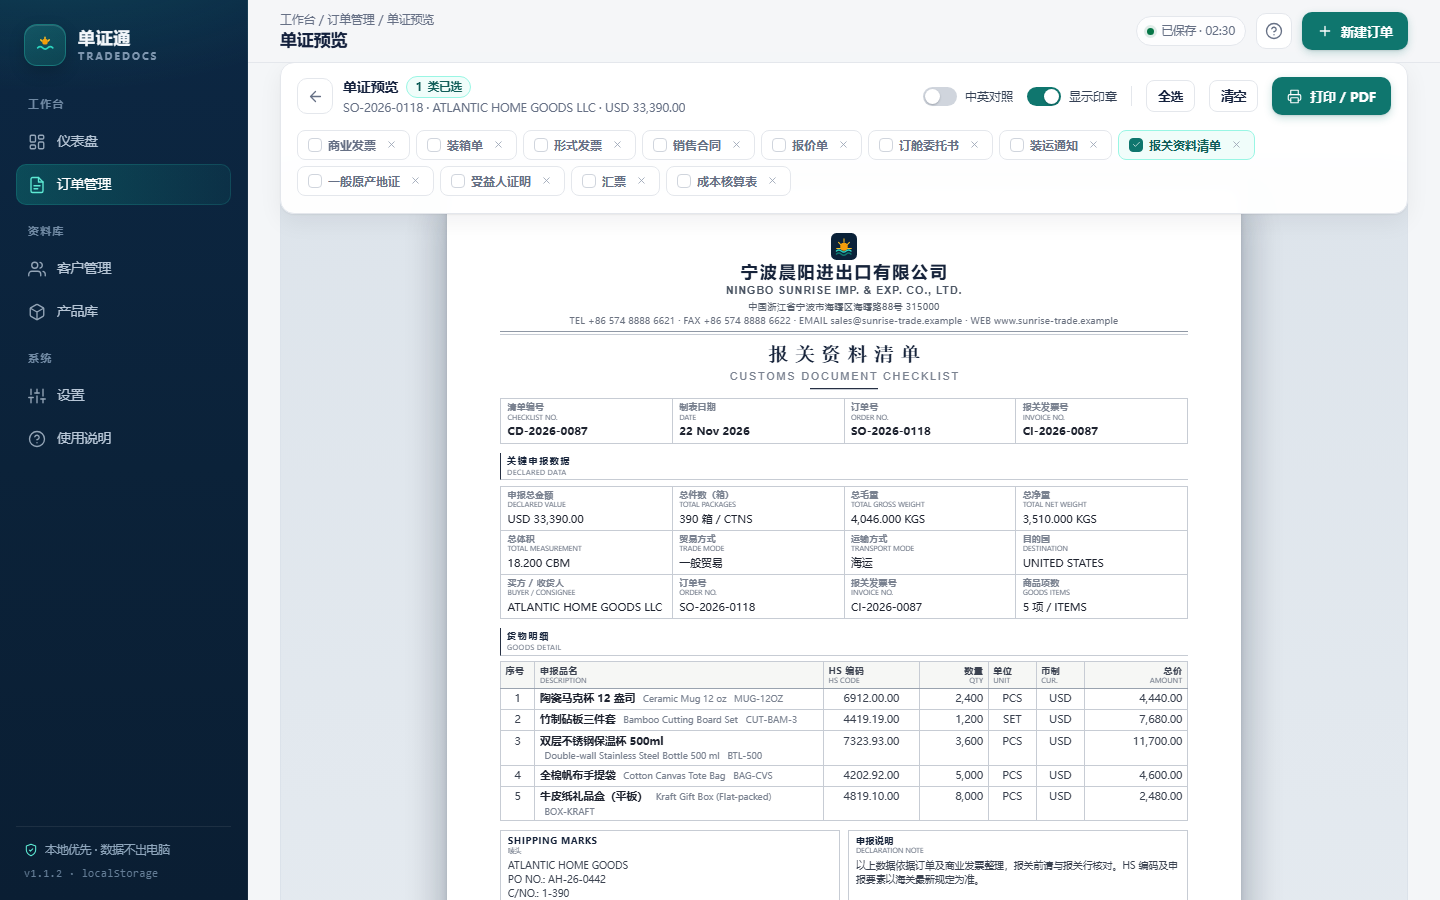 单证通
TRADEDOCS
工作台
仪表盘
订单管理
资料库
客户管理
产品库
系统
设置
使用说明
本地优先 · 数据不出电脑
v1.1.2 · localStorage
工作台 / 订单管理 / 单证预览
单证预览
已保存 · 02:30
新建订单
单证预览
1 类已选
SO-2026-0118 · ATLANTIC HOME GOODS LLC · USD 33,390.00
中英对照
显示印章
全选
清空
打印 / PDF
商业发票 ×
装箱单 ×
形式发票 ×
销售合同 ×
报价单 ×
订舱委托书 ×
装运通知 ×
报关资料清单 ×
一般原产地证 ×
受益人证明 ×
汇票 ×
成本核算表 ×
宁波晨阳进出口有限公司
NINGBO SUNRISE IMP. & EXP. CO., LTD.
中国浙江省宁波市海曙区海曙路88号 315000
TEL +86 574 8888 6621 · FAX +86 574 8888 6622 · EMAIL sales@sunrise-trade.example · WEB www.sunrise-trade.example
报关资料清单
CUSTOMS DOCUMENT CHECKLIST
清单编号 制表日期 订单号 报关发票号
CHECKLIST NO. DATE ORDER NO. INVOICE NO.
CD-2026-0087 22 Nov 2026 SO-2026-0118 CI-2026-0087
关键申报数据
DECLARED DATA
申报总金额 总件数（箱） 总毛重 总净重
DECLARED VALUE TOTAL PACKAGES TOTAL GROSS WEIGHT TOTAL NET WEIGHT
USD 33,390.00 390 箱 / CTNS 4,046.000 KGS 3,510.000 KGS
总体积 贸易方式 运输方式 目的国
TOTAL MEASUREMENT TRADE MODE TRANSPORT MODE DESTINATION
18.200 CBM 一般贸易 海运 UNITED STATES
买方 / 收货人 订单号 报关发票号 商品项数
BUYER / CONSIGNEE ORDER NO. INVOICE NO. GOODS ITEMS
ATLANTIC HOME GOODS LLC SO-2026-0118 CI-2026-0087 5 项 / ITEMS
货物明细
GOODS DETAIL
序号 申报品名 HS 编码 数量 单位 币制 总价
DESCRIPTION HS CODE QTY UNIT CUR. AMOUNT
1 陶瓷马克杯 12 盎司 Ceramic Mug 12 oz MUG-12OZ 6912.00.00 2,400 PCS USD 4,440.00
2 竹制砧板三件套 Bamboo Cutting Board Set CUT-BAM-3 4419.19.00 1,200 SET USD 7,680.00
3 双层不锈钢保温杯 500ml 7323.93.00 3,600 PCS USD 11,700.00
Double-wall Stainless Steel Bottle 500 ml BTL-500
4 全棉帆布手提袋 Cotton Canvas Tote Bag BAG-CVS 4202.92.00 5,000 PCS USD 4,600.00
5 牛皮纸礼品盒（平板） Kraft Gift Box (Flat-packed) 4819.10.00 8,000 PCS USD 2,480.00
BOX-KRAFT
SHIPPING MARKS
唛头
ATLANTIC HOME GOODS
PO NO.: AH-26-0442
C/NO.: 1-390
申报说明
DECLARATION NOTE
以上数据依据订单及商业发票整理，报关前请与报关行核对。HS 编码及申
报要素以海关最新规定为准。